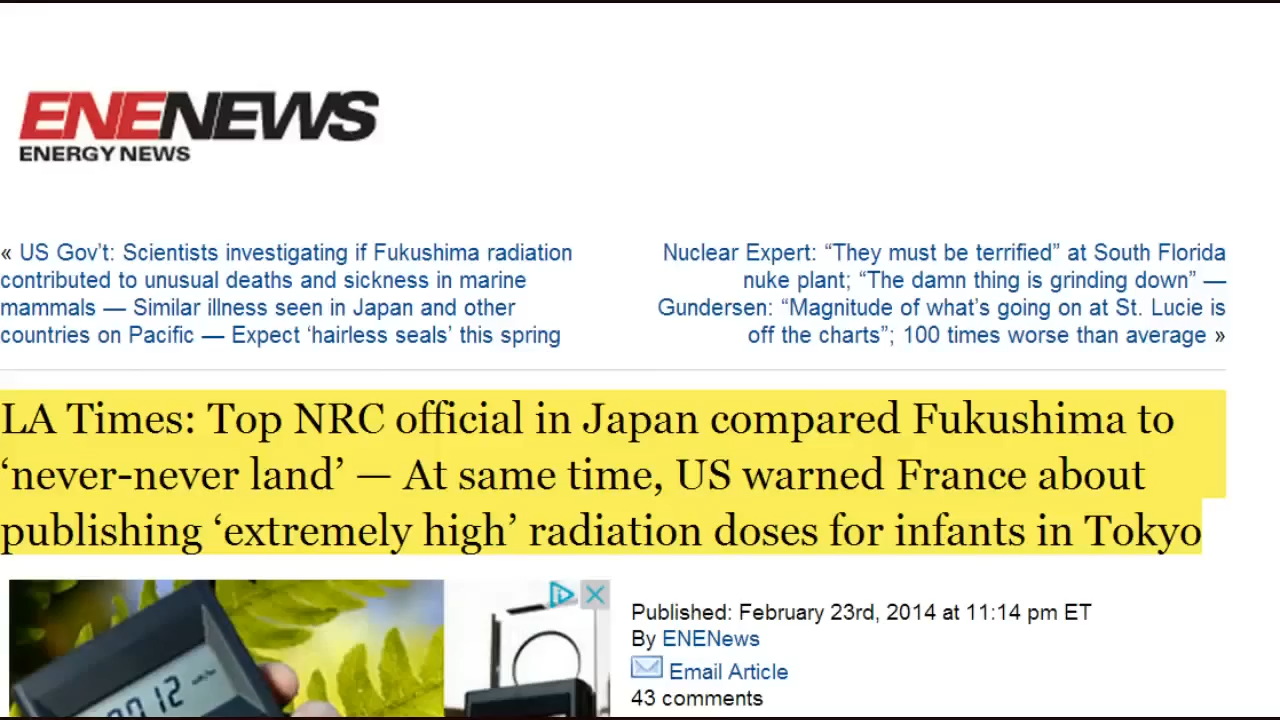 ENENEWS
ENERGY NEWS
« US Gov't: Scientists investigating if Fukushima radiation
contributed to unusual deaths and sickness in marine
mammals — Similar illness seen in Japan and other
countries on Pacific — Expect ‘hairless seals’ this spring
Nuclear Expert: “They must be terrified” at South Florida
nuke plant; “The damn thing is grinding down” —
Gundersen: “Magnitude of what’s going on at St. Lucie is
off the charts”; 100 times worse than average »
LA Times: Top NRC official in Japan compared Fukushima to
‘never-never land’ — At same time, US warned France about
publishing ‘extremely high’ radiation doses for infants in Tokyo
Published: February 23rd, 2014 at 11:14 pm ET
By ENENews
Email Article
43 comments